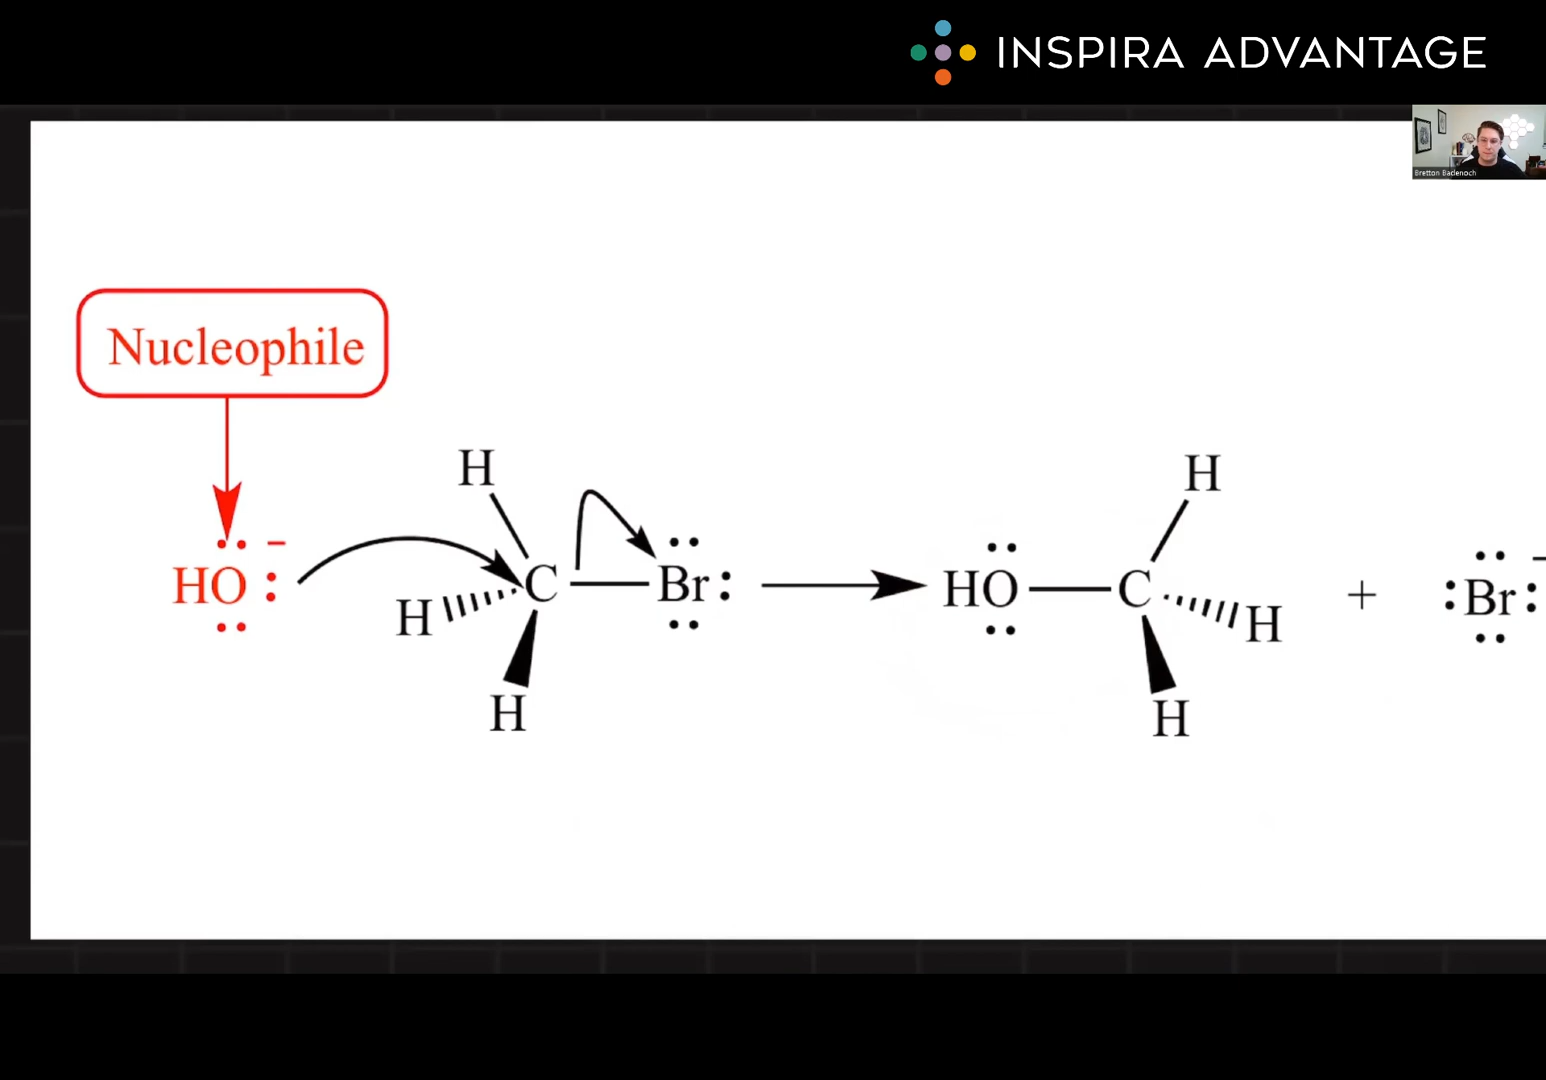 INSPIRA ADVANTAGE
Bretton Badenoch
Nucleophile
H
H
HO:⁻
H
C
Br:
H
HO
C
H
H
+
:Br:⁻
H